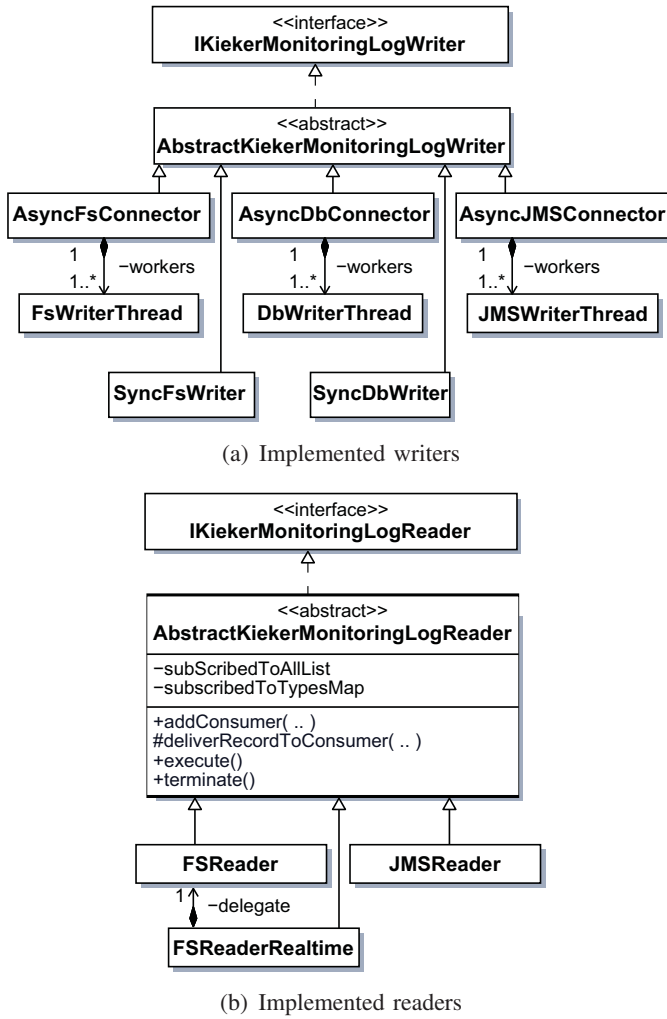 <<interface>>
IKiekerMonitoringLogWriter
<<abstract>>
AbstractKiekerMonitoringLogWriter
AsyncFsConnector AsyncDbConnector AsyncJMSConnector
1 −workers 1 −workers 1 −workers
1..* 1..* 1..*
FsWriterThread DbWriterThread JMSWriterThread
SyncFsWriter SyncDbWriter
(a) Implemented writers
<<interface>>
IKiekerMonitoringLogReader
<<abstract>>
AbstractKiekerMonitoringLogReader
−subScribedToAllList
−subscribedToTypesMap
+addConsumer( .. )
#deliverRecordToConsumer( .. )
+execute()
+terminate()
FSReader JMSReader
1 −delegate
FSReaderRealtime
(b) Implemented readers